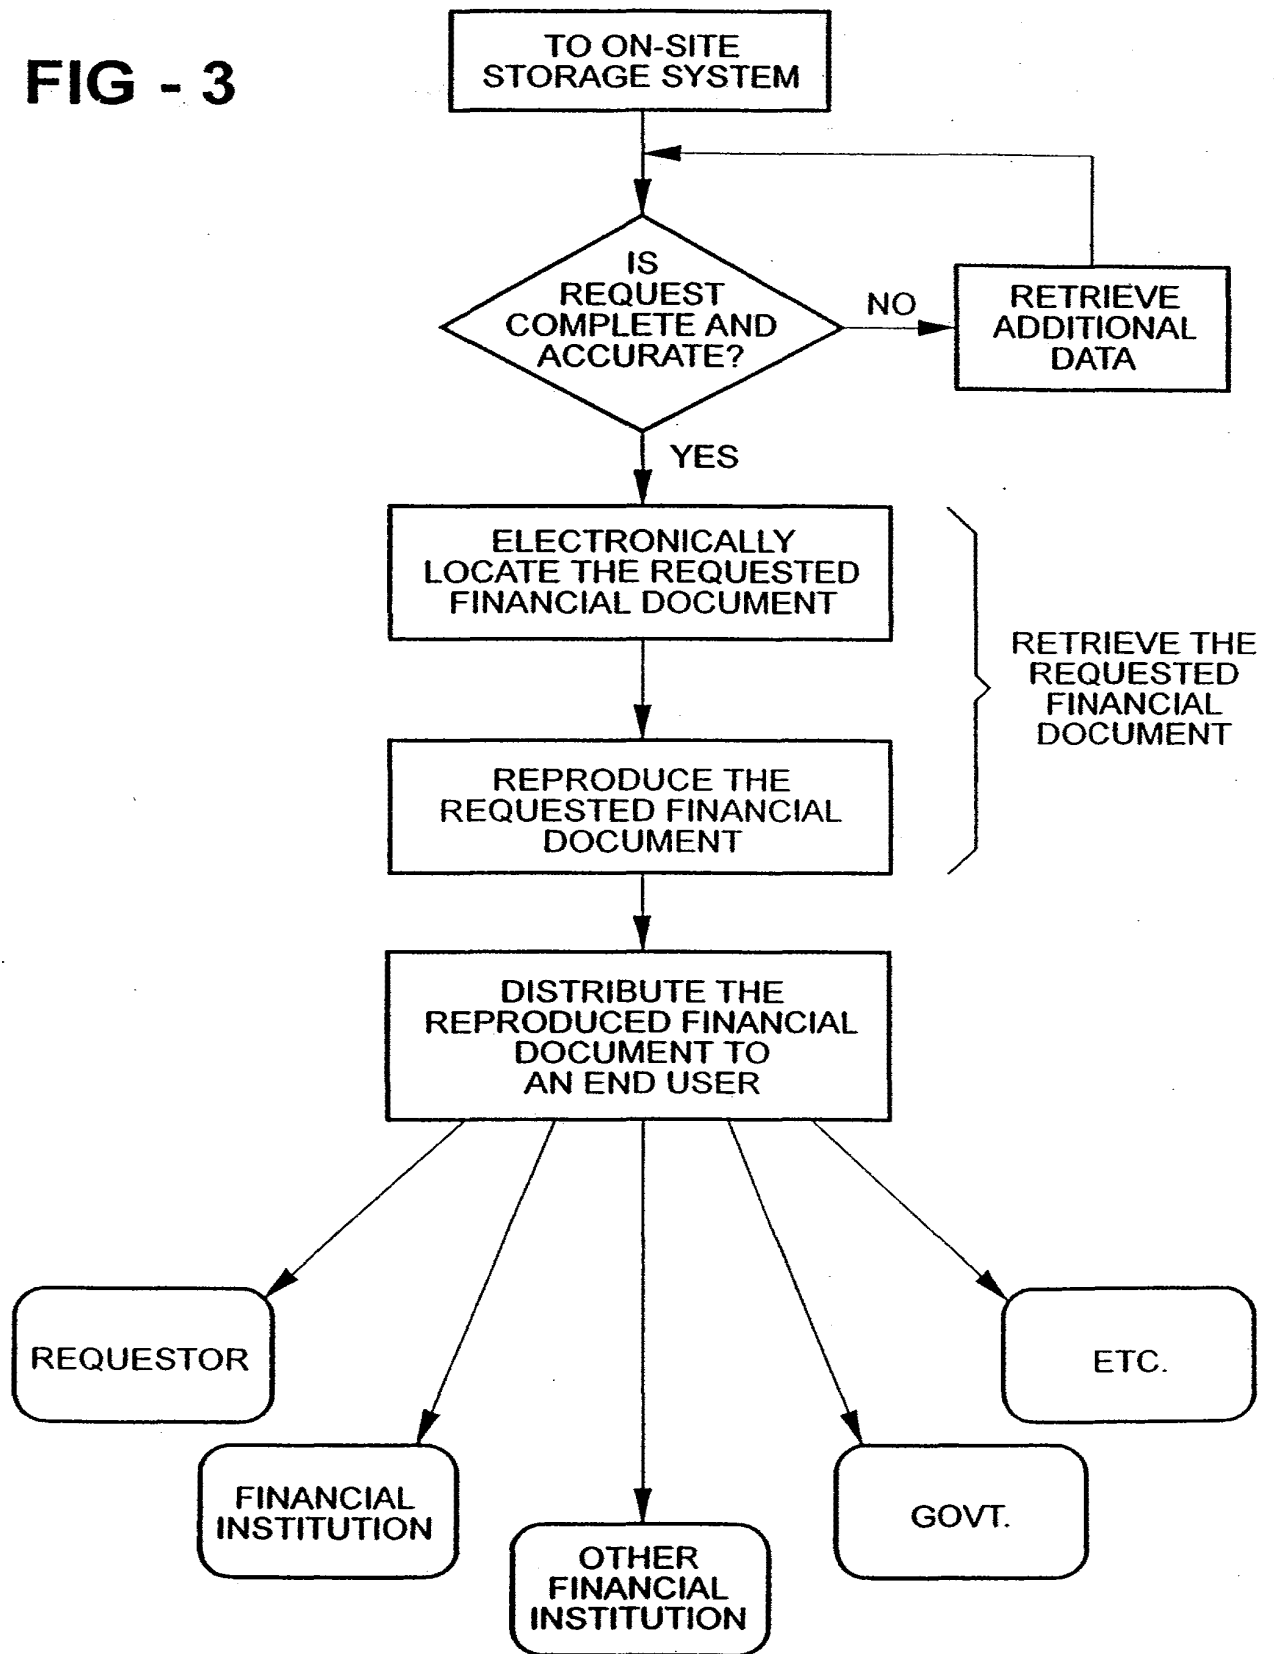 FIG - 3
TO ON-SITE
STORAGE SYSTEM
IS
REQUEST
COMPLETE AND
ACCURATE?
NO
RETRIEVE
ADDITIONAL
DATA
YES
ELECTRONICALLY
LOCATE THE REQUESTED
FINANCIAL DOCUMENT
RETRIEVE THE
REQUESTED
FINANCIAL
DOCUMENT
REPRODUCE THE
REQUESTED FINANCIAL
DOCUMENT
DISTRIBUTE THE
REPRODUCED FINANCIAL
DOCUMENT TO
AN END USER
REQUESTOR
ETC.
FINANCIAL
INSTITUTION
GOVT.
OTHER
FINANCIAL
INSTITUTION